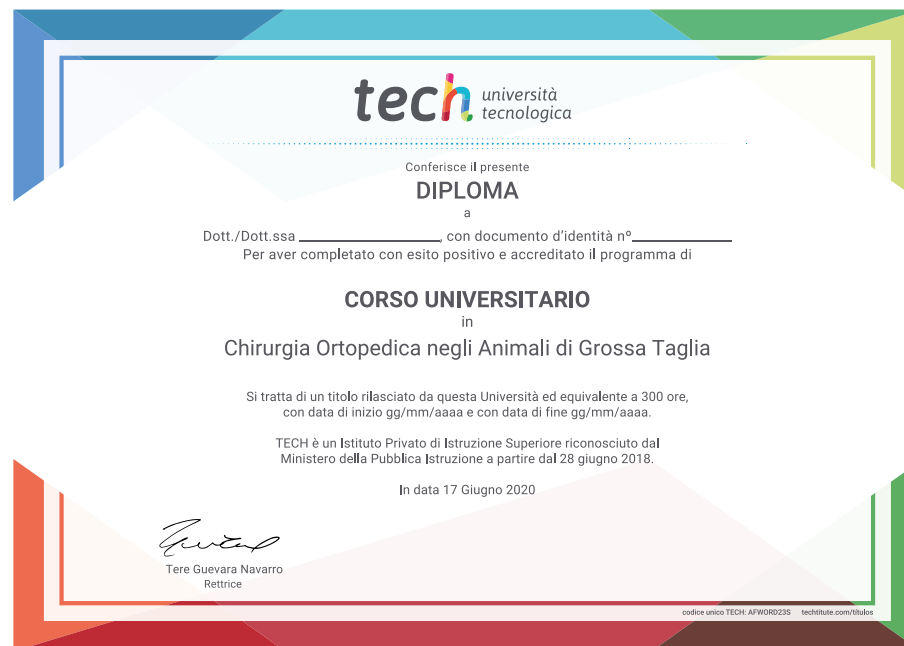 tech università
tecnologica
Conferisce il presente
DIPLOMA
a
Dott./Dott.ssa ________________, con documento d'identità nº____________
Per aver completato con esito positivo e accreditato il programma di
CORSO UNIVERSITARIO
in
Chirurgia Ortopedica negli Animali di Grossa Taglia
Si tratta di un titolo rilasciato da questa Università ed equivalente a 300 ore,
con data di inizio gg/mm/aaaa e con data di fine gg/mm/aaaa.
TECH è un Istituto Privato di Istruzione Superiore riconosciuto dal
Ministero della Pubblica Istruzione a partire dal 28 giugno 2018.
In data 17 Giugno 2020
Tere Guevara Navarro
Rettrice
codice unico TECH: AFWORD23S techtitute.com/títulos